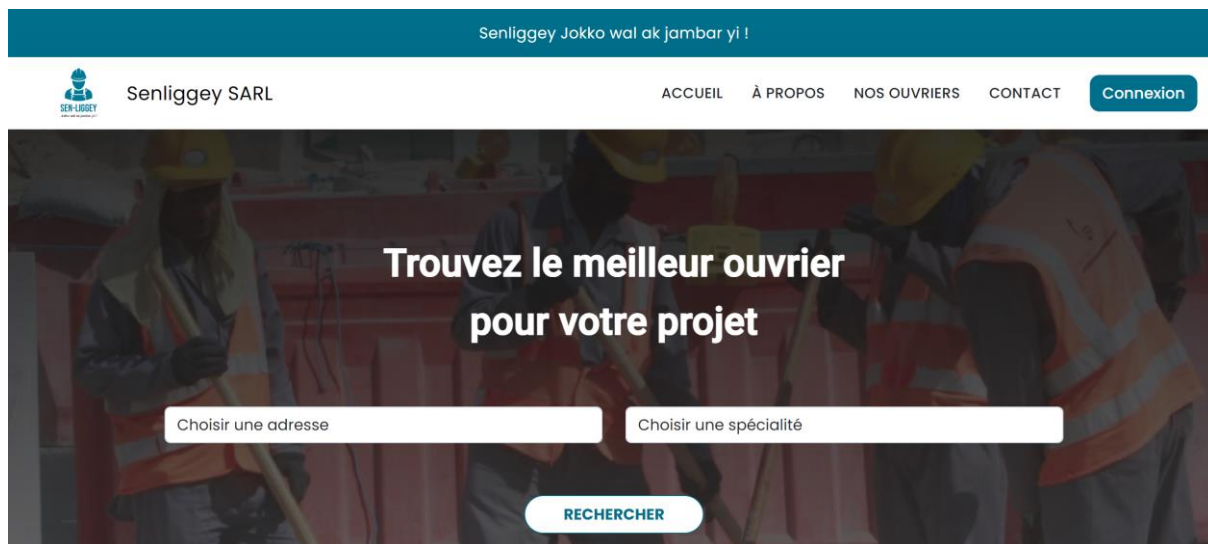 Senliggey Jokko wal ak jambar yi !
SEN-LIGGEY
Senliggey SARL
ACCUEIL
À PROPOS
NOS OUVRIERS
CONTACT
Connexion
Trouvez le meilleur ouvrier
pour votre projet
Choisir une adresse
Choisir une spécialité
RECHERCHER